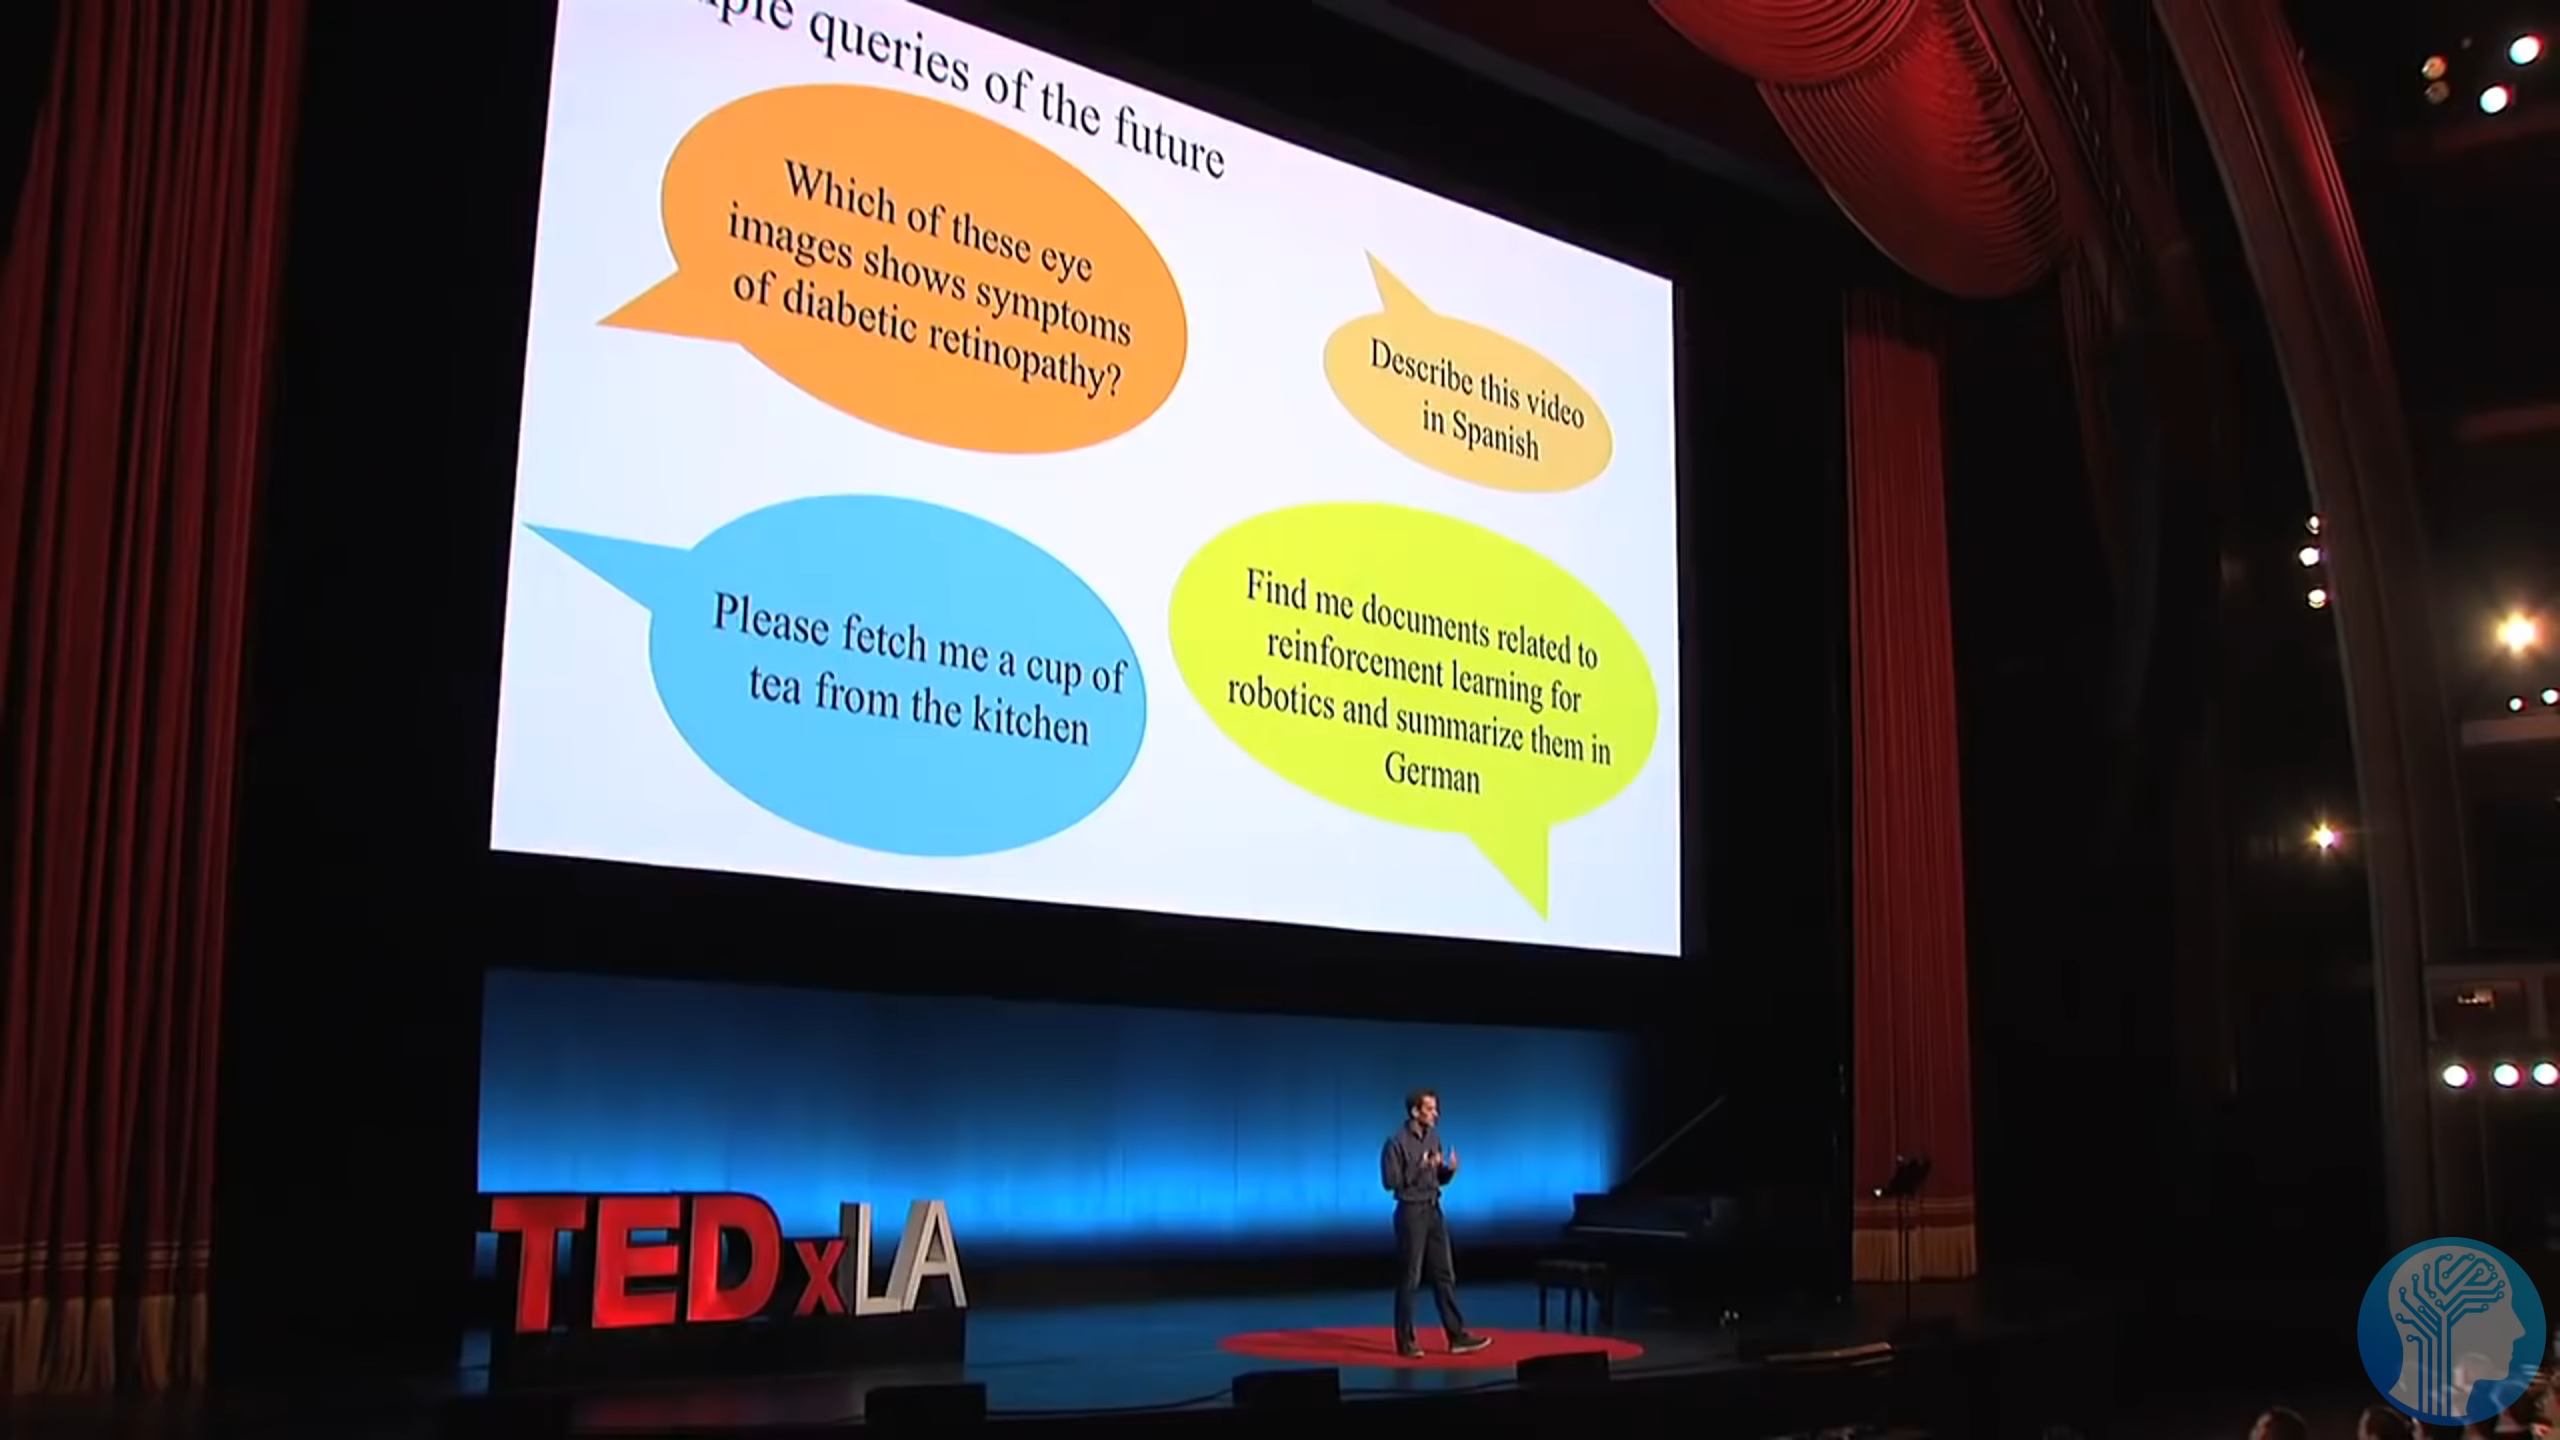 queries of the future
Which of these eye
images shows symptoms
of diabetic retinopathy?
Describe this video
in Spanish
Please fetch me a cup of
tea from the kitchen
Find me documents related to
reinforcement learning for
robotics and summarize them in
German
TEDxLA